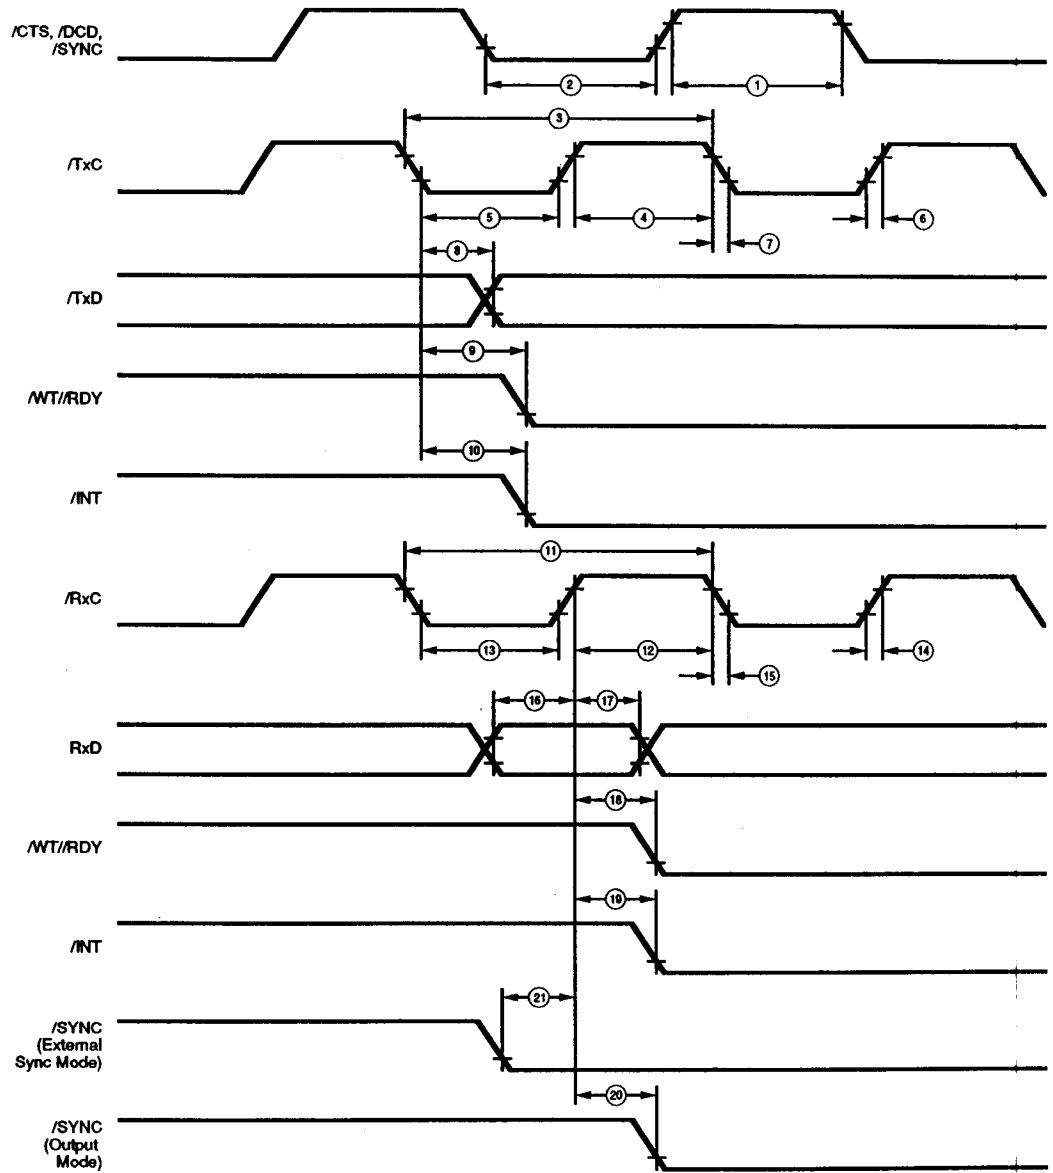 /CTS, /DCD,
/SYNC
2
1
3
/TxC
5
4
6
7
8
/TxD
9
/WT//RDY
10
/INT
11
/RxC
13
12
14
15
16
17
RxD
18
/WT//RDY
19
/INT
21
/SYNC
(External
Sync Mode)
20
/SYNC
(Output
Mode)